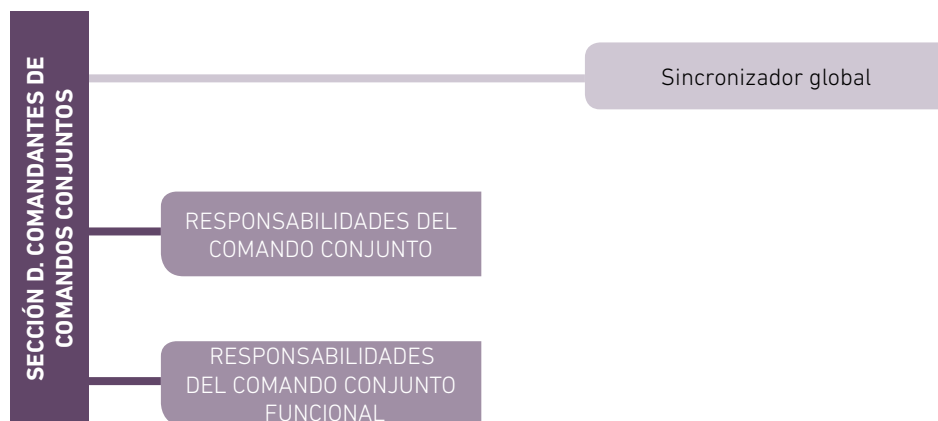 SECCIÓN D. COMANDANTES DE
COMANDOS CONJUNTOS
Sincronizador global
RESPONSABILIDADES DEL
COMANDO CONJUNTO
RESPONSABILIDADES
DEL COMANDO CONJUNTO
FUNCIONAL